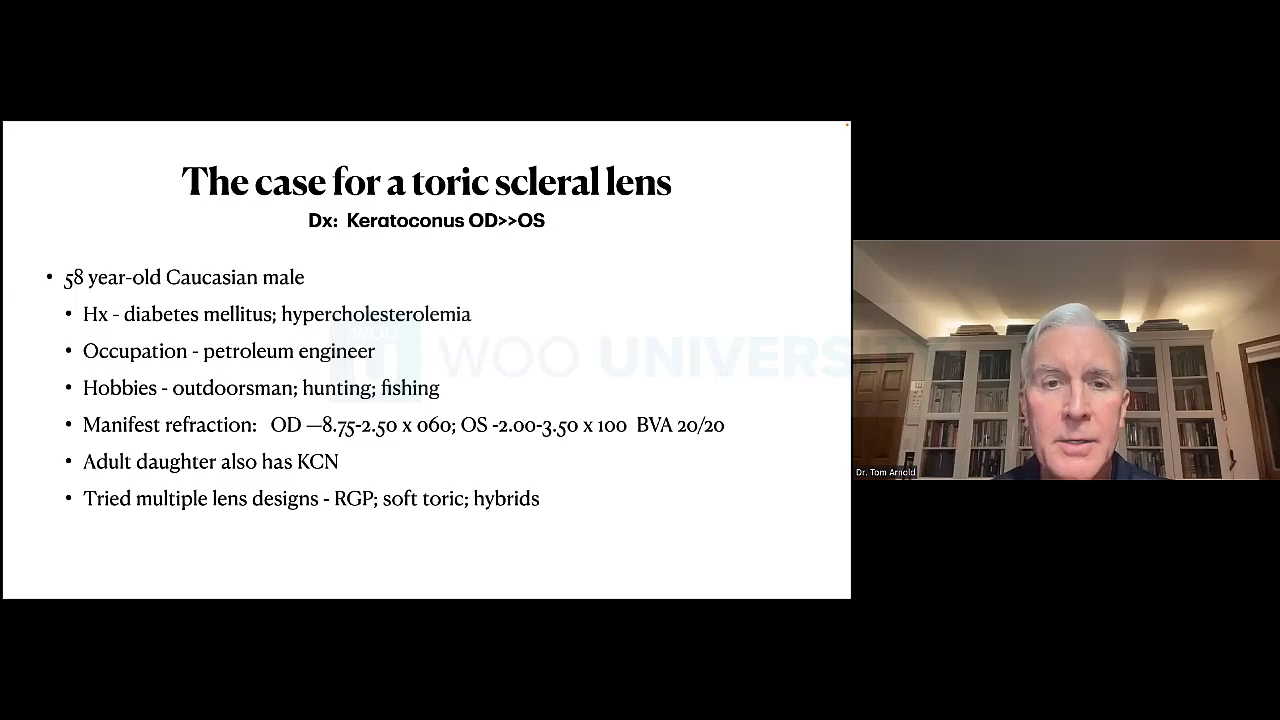 The case for a toric scleral lens
Dx: Keratoconus OD>>OS
• 58 year-old Caucasian male
• Hx - diabetes mellitus; hypercholesterolemia
• Occupation - petroleum engineer
• Hobbies - outdoorsman; hunting; fishing
• Manifest refraction: OD —8.75-2.50 x 060; OS -2.00-3.50 x 100 BVA 20/20
• Adult daughter also has KCN
• Tried multiple lens designs - RGP; soft toric; hybrids
WOO UNIVERS
Dr. Tom Arnold